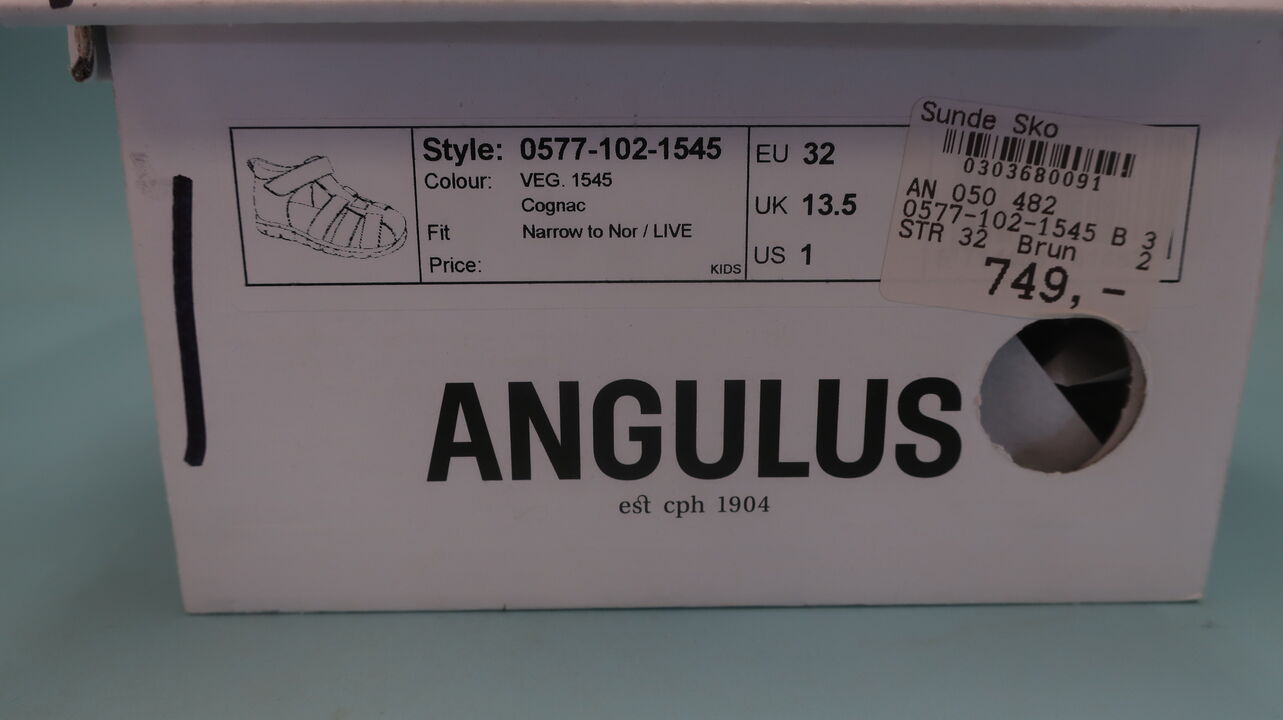 Style: 0577-102-1545
Colour: VEG. 1545
Cognac
Fit Narrow to Nor / LIVE
Price:
KIDS
EU 32
UK 13.5
US 1
Sunde Sko
0303680091
AN 050 482
0577-102-1545 B 3
2
STR 32 Brun
749,-
ANGULUS
est cph 1904